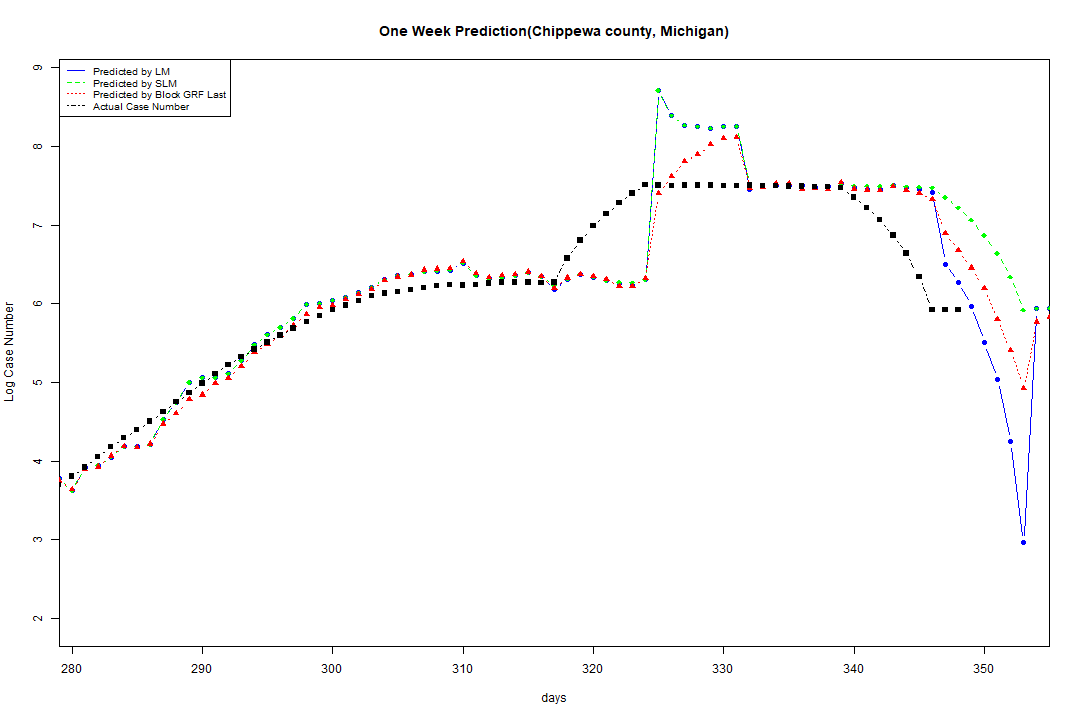 One Week Prediction(Chippewa county, Michigan)
Predicted by LM
Predicted by SLM
Predicted by Block GRF Last
Actual Case Number
9
8
7
6
5
4
3
2
Log Case Number
280 290 300 310 320 330 340 350
days